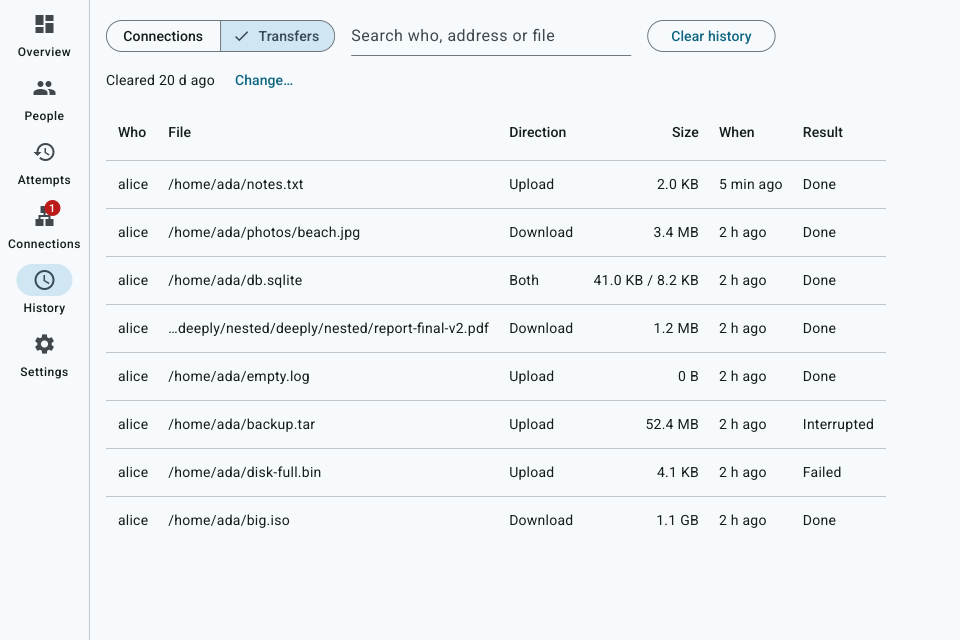 Overview
People
Attempts
1
Connections
History
Settings
Connections
Transfers
Search who, address or file
Clear history
Cleared 20 d ago
Change…
Who File Direction Size When Result
alice /home/ada/notes.txt Upload 2.0 KB 5 min ago Done
alice /home/ada/photos/beach.jpg Download 3.4 MB 2 h ago Done
alice /home/ada/db.sqlite Both 41.0 KB / 8.2 KB 2 h ago Done
alice …deeply/nested/deeply/nested/report-final-v2.pdf Download 1.2 MB 2 h ago Done
alice /home/ada/empty.log Upload 0 B 2 h ago Done
alice /home/ada/backup.tar Upload 52.4 MB 2 h ago Interrupted
alice /home/ada/disk-full.bin Upload 4.1 KB 2 h ago Failed
alice /home/ada/big.iso Download 1.1 GB 2 h ago Done